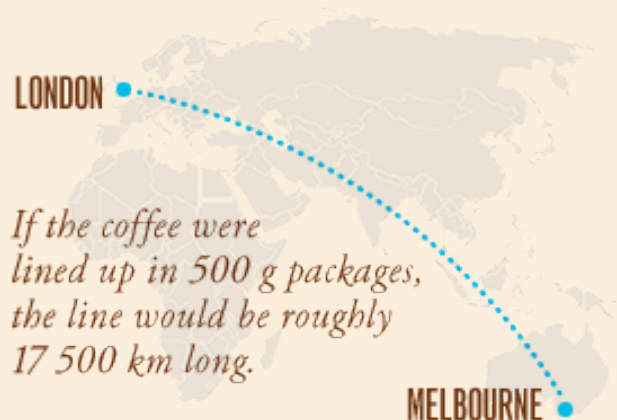 LONDON
If the coffee were
lined up in 500 g packages,
the line would be roughly
17 500 km long.
MELBOURNE